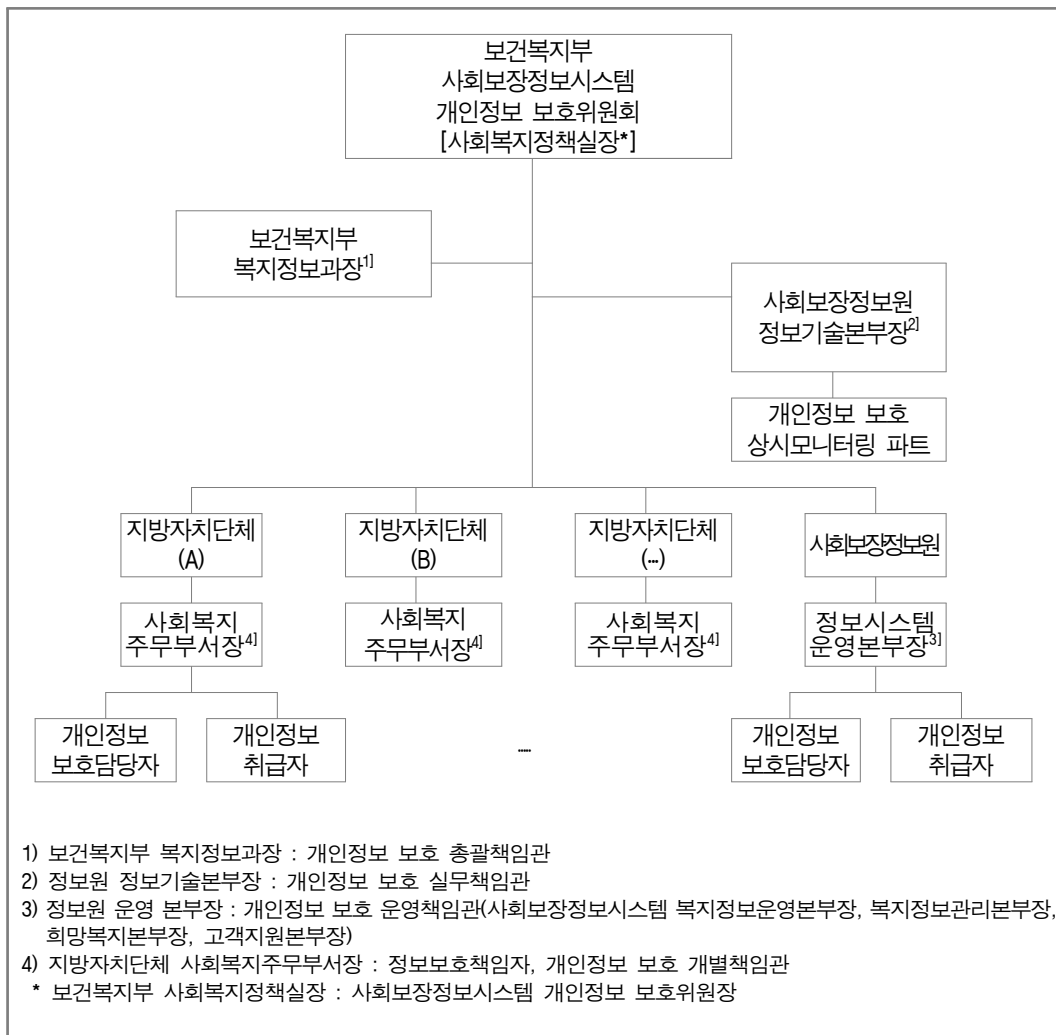 보건복지부
사회보장정보시스템
개인정보 보호위원회
[사회복지정책실장*]
보건복지부
복지정보과장1]
사회보장정보원
정보기술본부장2]
개인정보 보호
상시모니터링 파트
지방자치단체
(A)
지방자치단체
(B)
지방자치단체
(...)
사회보장정보원
사회복지
주무부서장4]
사회복지
주무부서장4]
사회복지
주무부서장4]
정보시스템
운영본부장3]
개인정보
보호담당자
개인정보
취급자
.....
개인정보
보호담당자
개인정보
취급자
1) 보건복지부 복지정보과장 : 개인정보 보호 총괄책임관
2) 정보원 정보기술본부장 : 개인정보 보호 실무책임관
3) 정보원 운영 본부장 : 개인정보 보호 운영책임관(사회보장정보시스템 복지정보운영본부장, 복지정보관리본부장,
희망복지본부장, 고객지원본부장)
4) 지방자치단체 사회복지주무부서장 : 정보보호책임자, 개인정보 보호 개별책임관
* 보건복지부 사회복지정책실장 : 사회보장정보시스템 개인정보 보호위원장